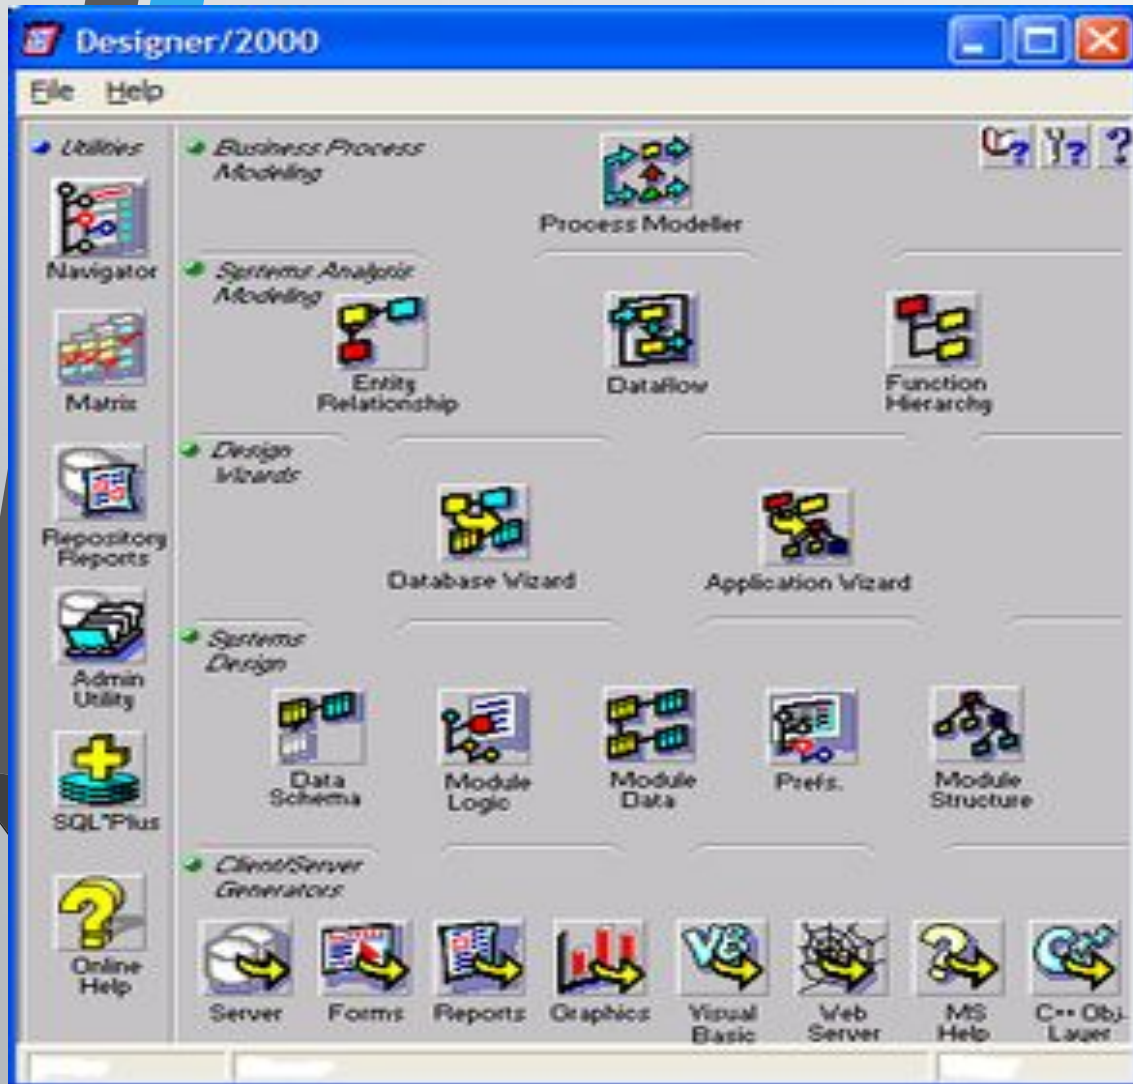 Designer/2000
File Help
Utilities
Navigator
Matrix
Repository
Reports
Admin
Utility
SQL*Plus
Online
Help
Business Process
Modeling
Process Modeller
Systems Analysis
Modeling
Entity
Relationship
Dataflow
Function
Hierarchy
Design
Wizards
Database Wizard
Application Wizard
Systems
Design
Data
Schema
Module
Logic
Module
Data
Prefs.
Module
Structure
Client/Server
Generators
Server
Forms
Reports
Graphics
Visual
Basic
Web
Server
MS
Help
C++ Obj.
Layer